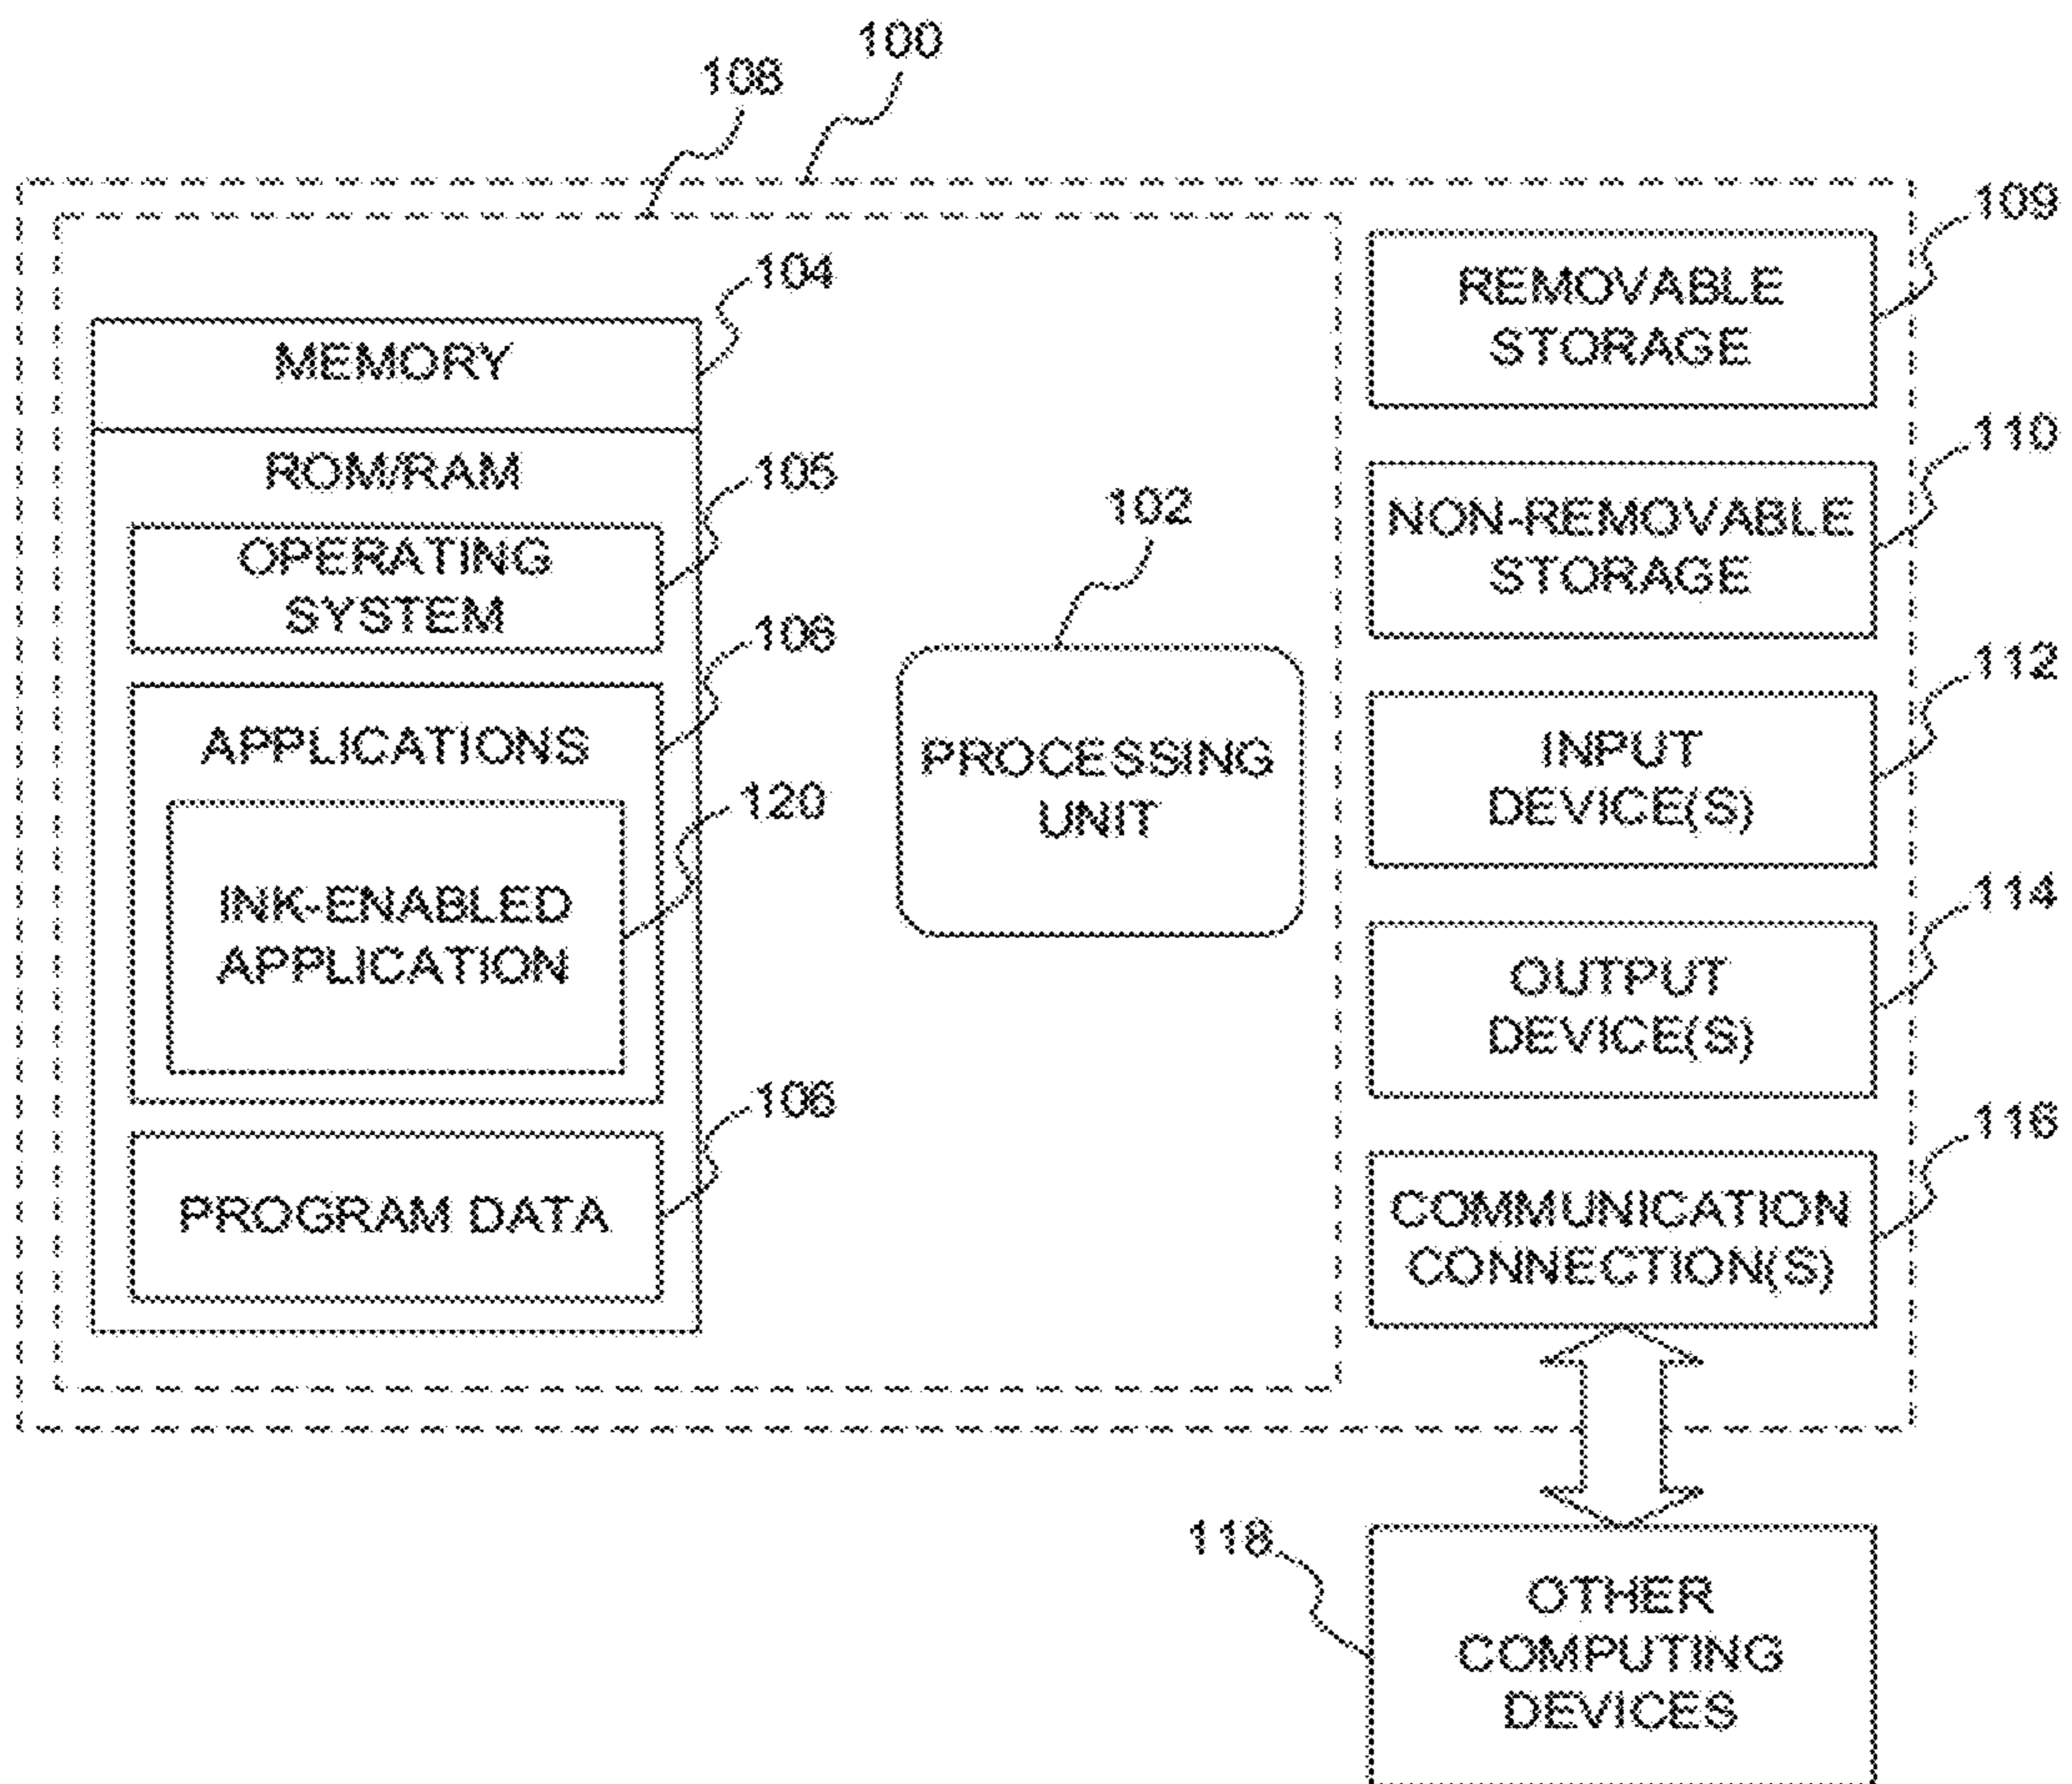 100
108
109
104
REMOVABLE
STORAGE
MEMORY
110
ROM/RAM
105
102
NON-REMOVABLE
STORAGE
OPERATING
SYSTEM
106
112
APPLICATIONS
PROCESSING
UNIT
INPUT
DEVICE(S)
120
114
INK-ENABLED
APPLICATION
OUTPUT
DEVICE(S)
106
116
PROGRAM DATA
COMMUNICATION
CONNECTION(S)
118
OTHER
COMPUTING
DEVICES